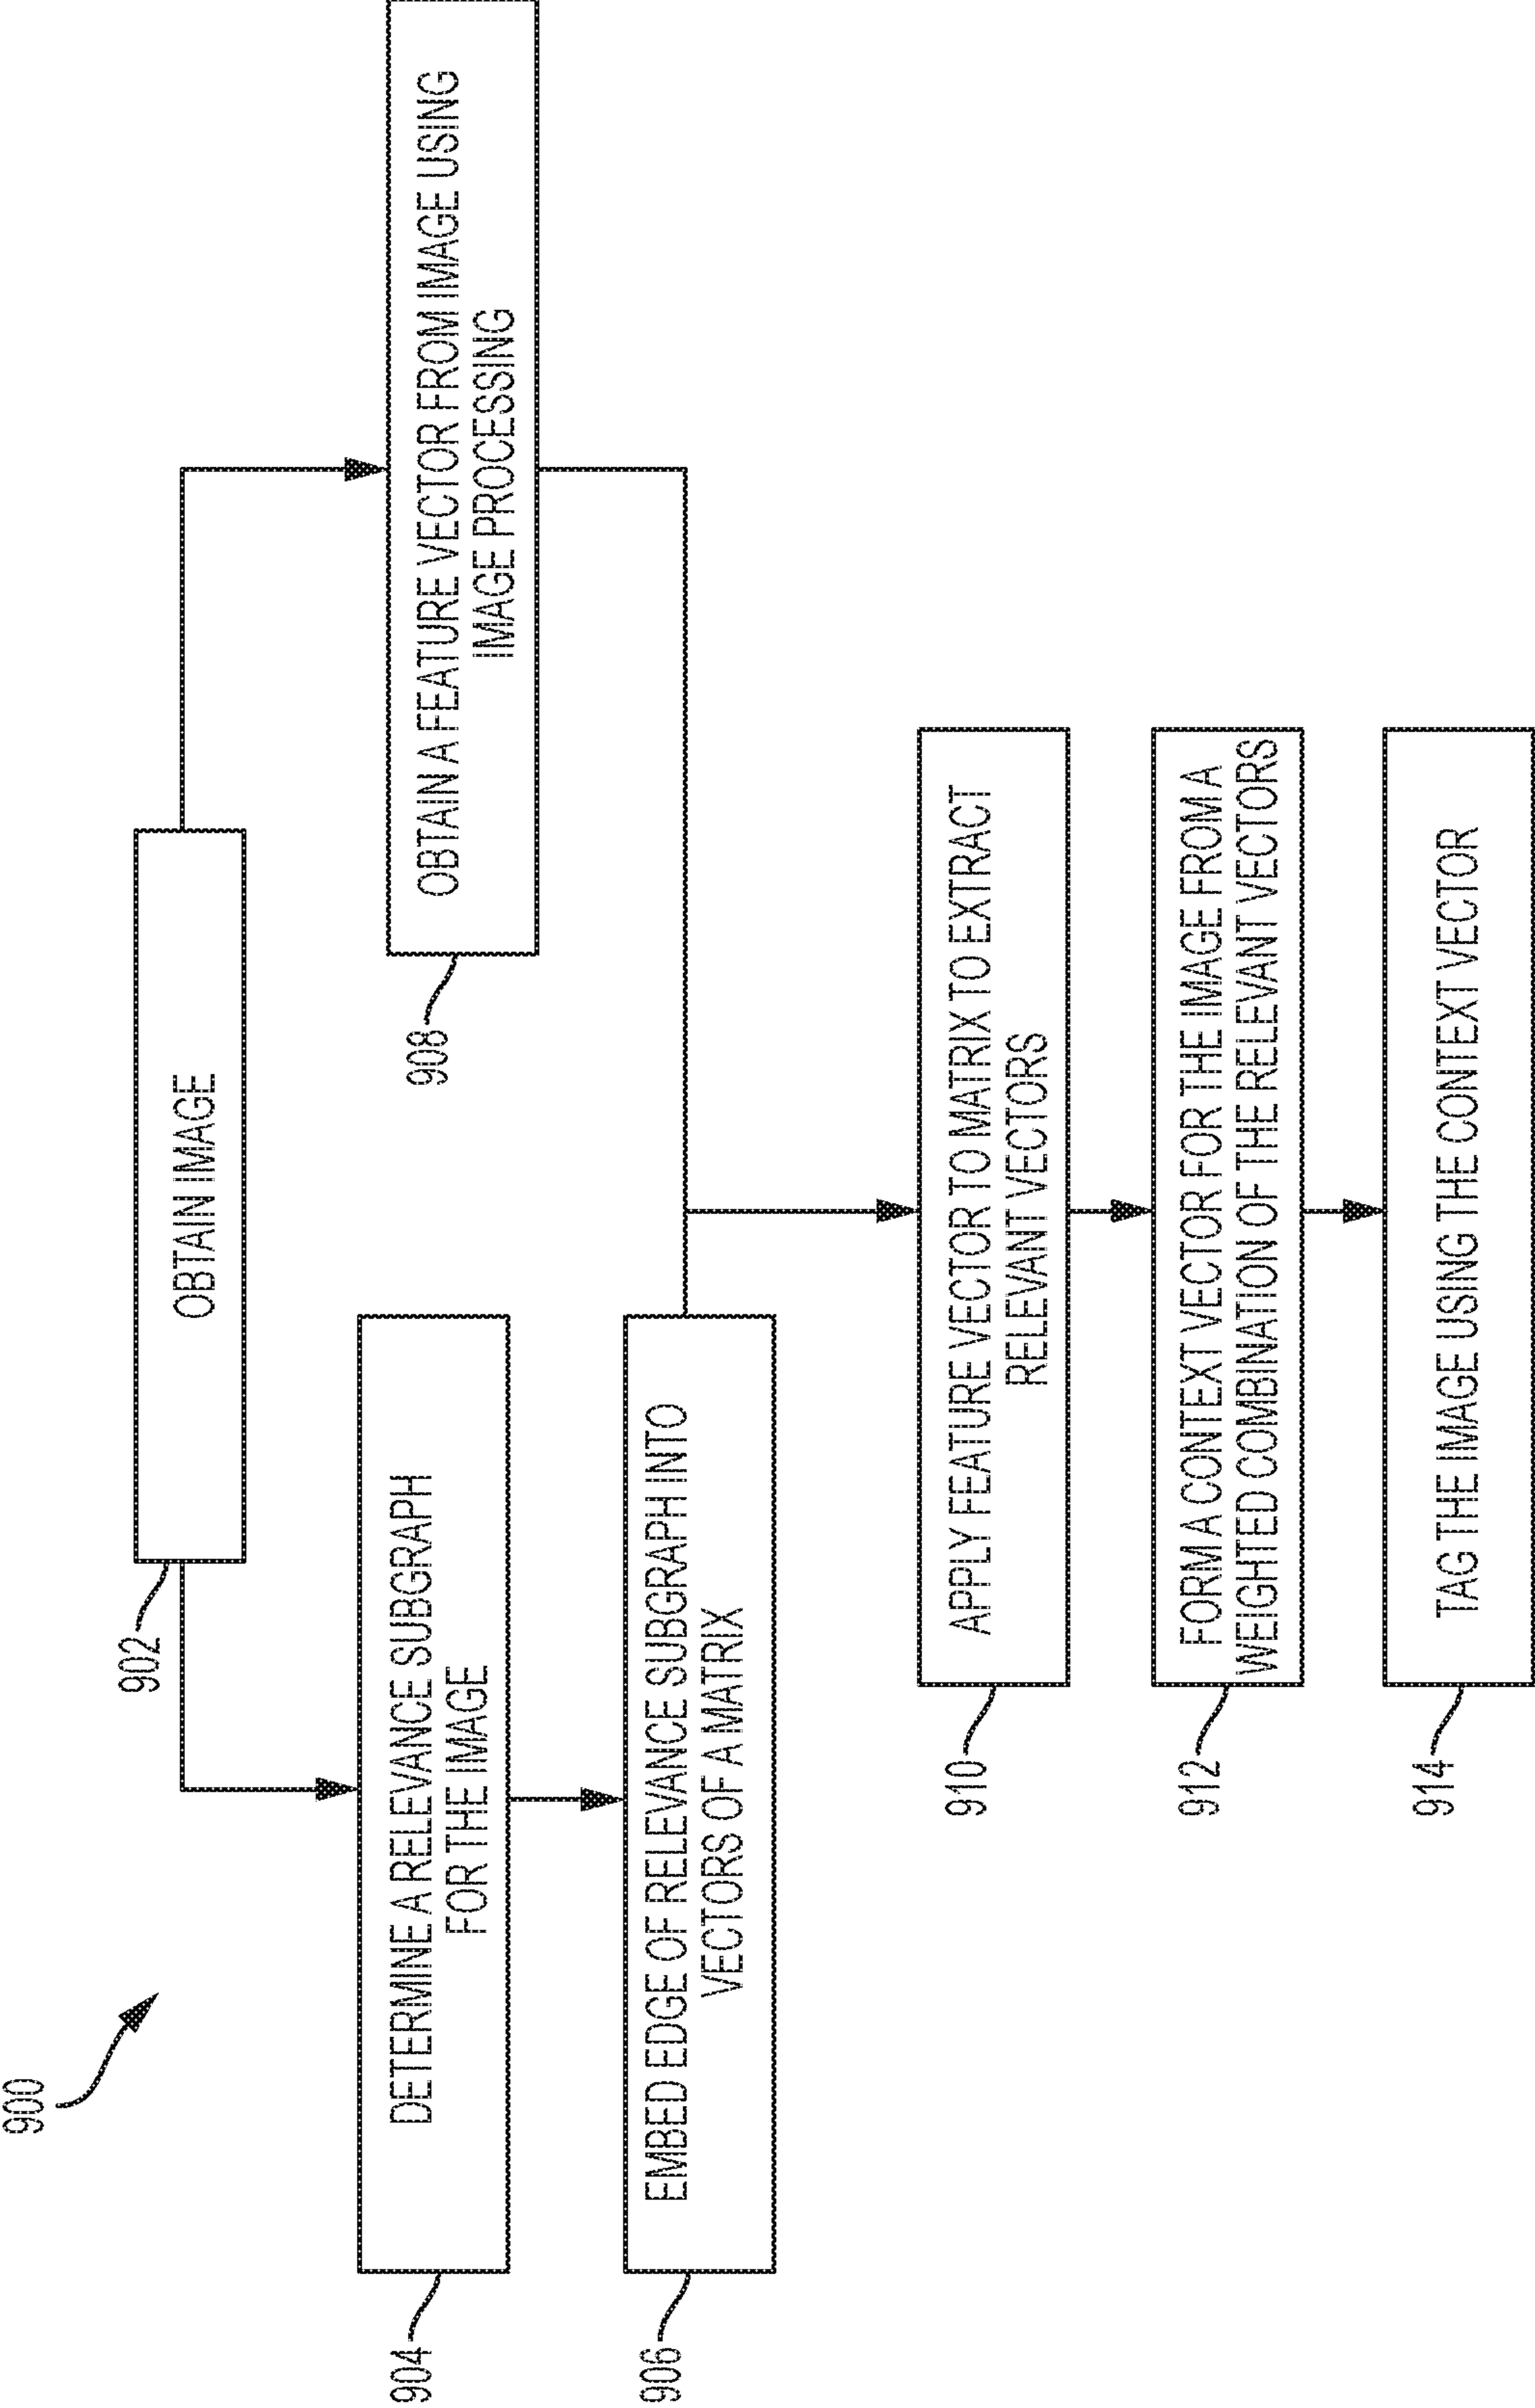 900
902
OBTAIN IMAGE
904
DETERMINE A RELEVANCE SUBGRAPH
FOR THE IMAGE
908
OBTAIN A FEATURE VECTOR FROM IMAGE USING
IMAGE PROCESSING
906
EMBED EDGE OF RELEVANCE SUBGRAPH INTO
VECTORS OF A MATRIX
910
APPLY FEATURE VECTOR TO MATRIX TO EXTRACT
RELEVANT VECTORS
912
FORM A CONTEXT VECTOR FOR THE IMAGE FROM A
WEIGHTED COMBINATION OF THE RELEVANT VECTORS
914
TAG THE IMAGE USING THE CONTEXT VECTOR